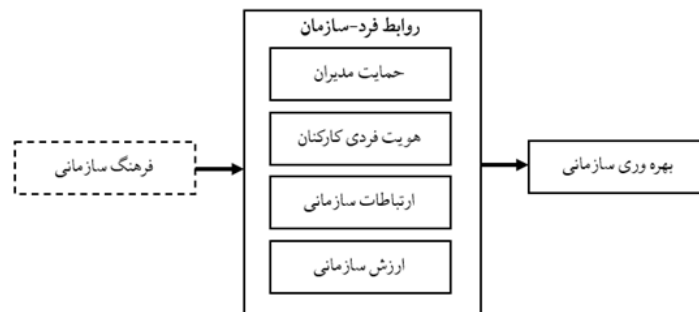 روابط فرد-سازمان
حمایت مدیران
هویت فردی کارکنان
ارتباطات سازمانی
ارزش سازمانی
فرهنگ سازمانی
بهره وری سازمانی